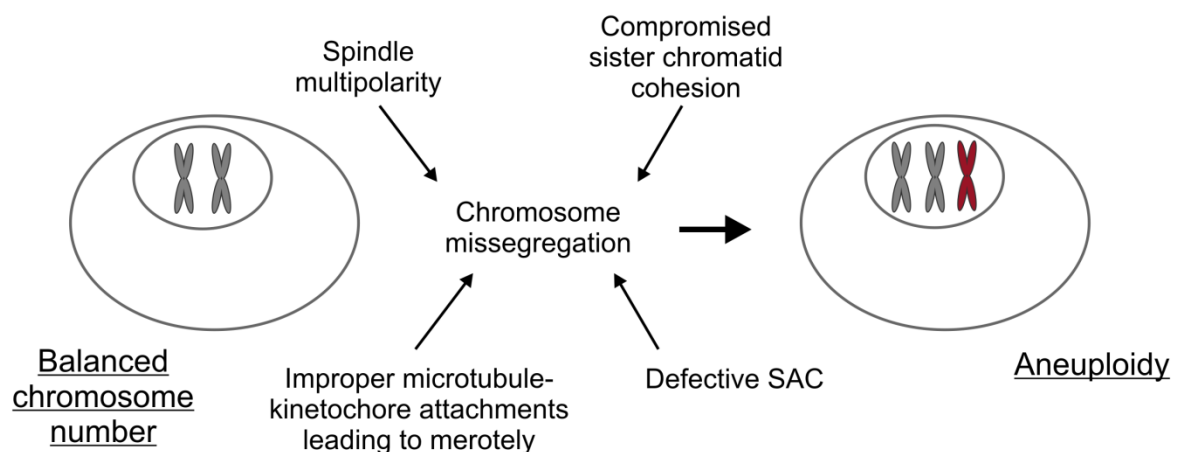 Spindle
multipolarity
Compromised
sister chromatid
cohesion
Chromosome
missegregation
Balanced
chromosome
number
Improper microtubule-
kinetochore attachments
leading to merotely
Defective SAC
Aneuploidy